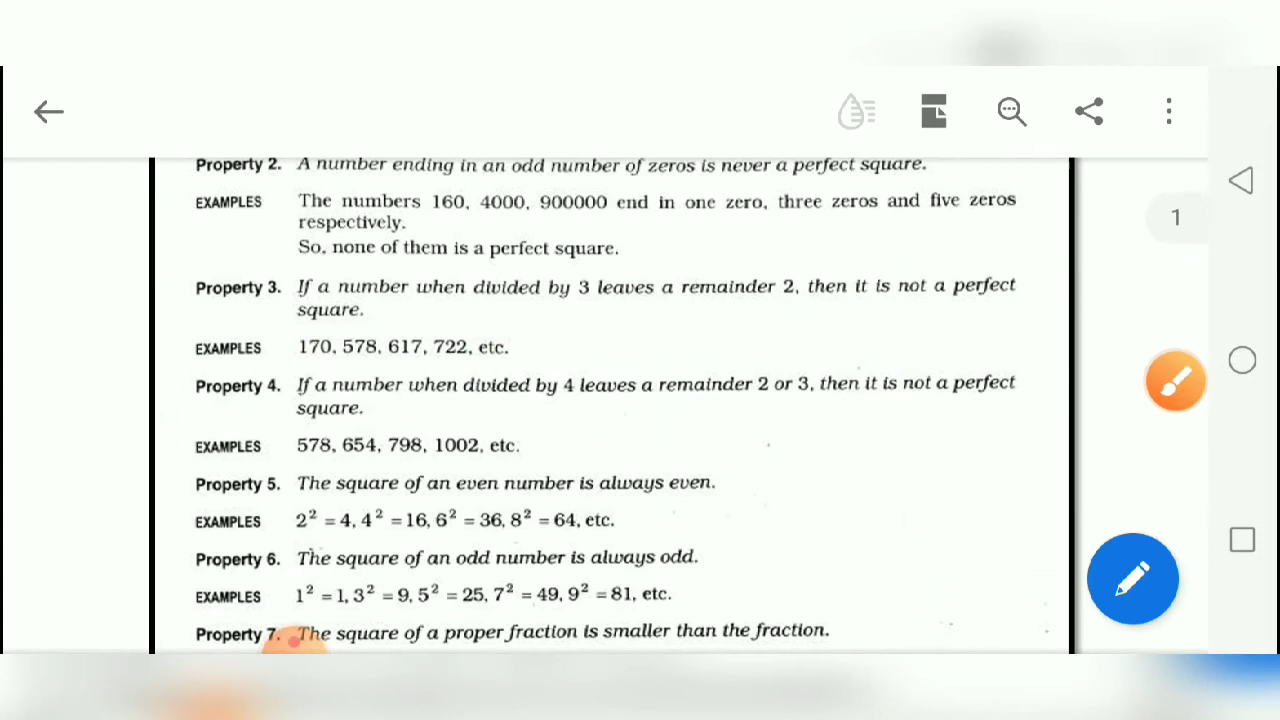 Property 2. A number ending in an odd number of zeros is never a perfect square.
1
EXAMPLES The numbers 160, 4000, 900000 end in one zero, three zeros and five zeros
respectively.
So, none of them is a perfect square.
Property 3. If a number when divided by 3 leaves a remainder 2, then it is not a perfect
square.
EXAMPLES 170, 578, 617, 722, etc.
Property 4. If a number when divided by 4 leaves a remainder 2 or 3, then it is not a perfect
square.
EXAMPLES 578, 654, 798, 1002, etc.
Property 5. The square of an even number is always even.
EXAMPLES 2² = 4, 4² = 16, 6² = 36, 8² = 64, etc.
Property 6. The square of an odd number is always odd.
EXAMPLES 1² = 1, 3² = 9, 5² = 25, 7² = 49, 9² = 81, etc.
Property 7. The square of a proper fraction is smaller than the fraction.